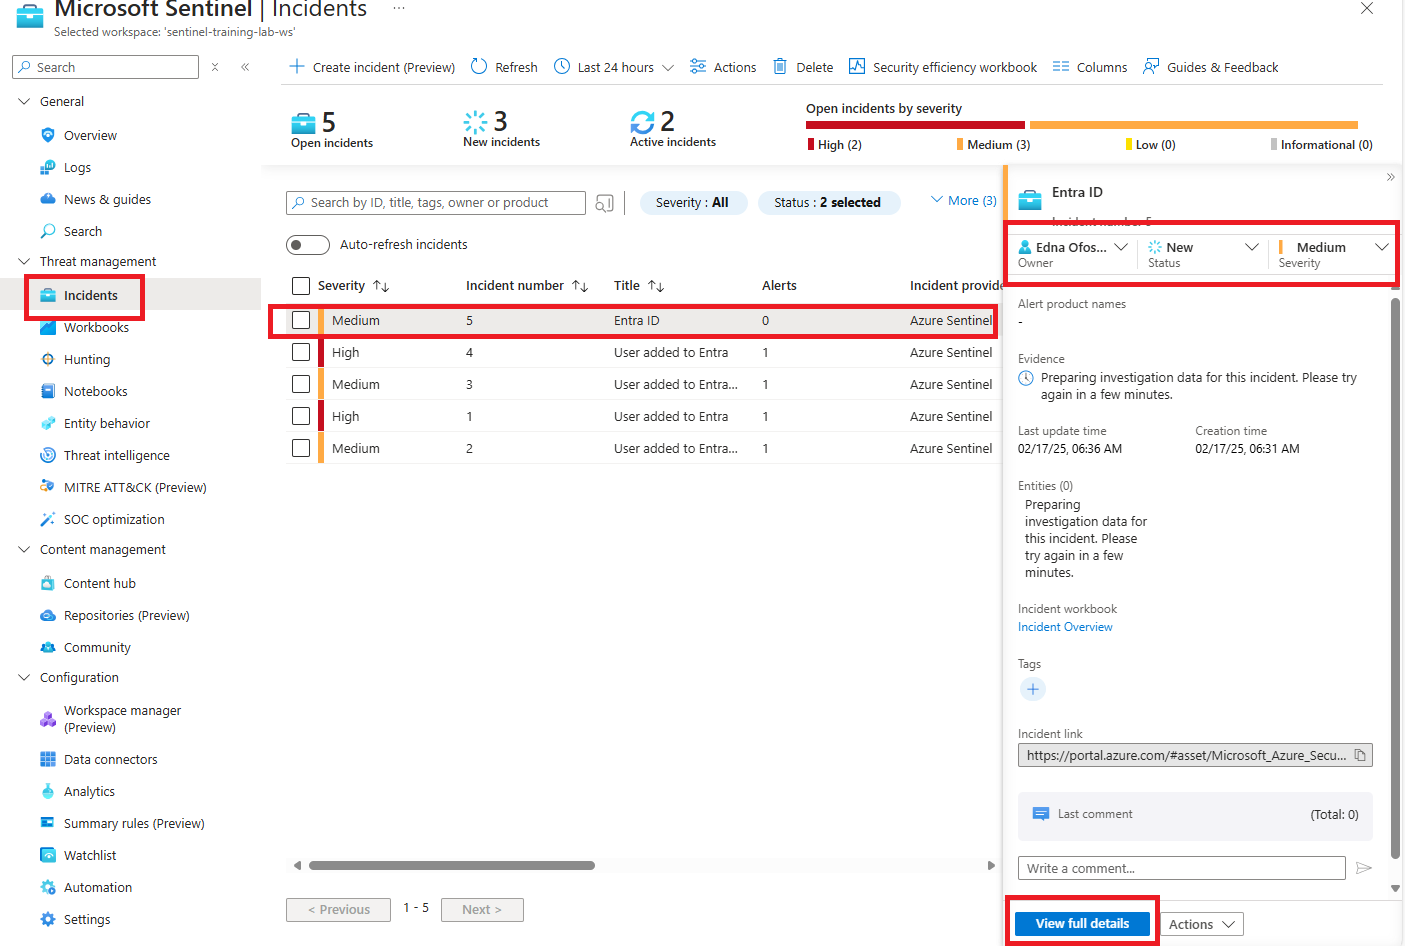 Microsoft Sentinel | Incidents ...
Selected workspace: 'sentinel-training-lab-ws'
Search
General
Overview
Logs
News & guides
Search
Threat management
Incidents
Workbooks
Hunting
Notebooks
Entity behavior
Threat intelligence
MITRE ATT&CK (Preview)
SOC optimization
Content management
Content hub
Repositories (Preview)
Community
Configuration
Workspace manager
(Preview)
Data connectors
Analytics
Summary rules (Preview)
Watchlist
Automation
Settings
Create incident (Preview) Refresh Last 24 hours Actions Delete Security efficiency workbook Columns Guides & Feedback
5
Open incidents
3
New incidents
2
Active incidents
Open incidents by severity
High (2) Medium (3) Low (0) Informational (0)
Search by ID, title, tags, owner or product Severity : All Status : 2 selected More (3)
Auto-refresh incidents
Severity Incident number Title Alerts Incident provide
Medium 5 Entra ID 0 Azure Sentinel
High 4 User added to Entra 1 Azure Sentinel
Medium 3 User added to Entra... 1 Azure Sentinel
High 1 User added to Entra 1 Azure Sentinel
Medium 2 User added to Entra... 1 Azure Sentinel
< Previous 1 - 5 Next >
Entra ID
Incident number 5
Edna Ofos... New Medium
Owner Status Severity
Alert product names
-
Evidence
Preparing investigation data for this incident. Please try
again in a few minutes.
Last update time Creation time
02/17/25, 06:36 AM 02/17/25, 06:31 AM
Entities (0)
Preparing
investigation data for
this incident. Please
try again in a few
minutes.
Incident workbook
Incident Overview
Tags
Incident link
https://portal.azure.com/#asset/Microsoft_Azure_Secu...
Last comment (Total: 0)
Write a comment...
View full details Actions